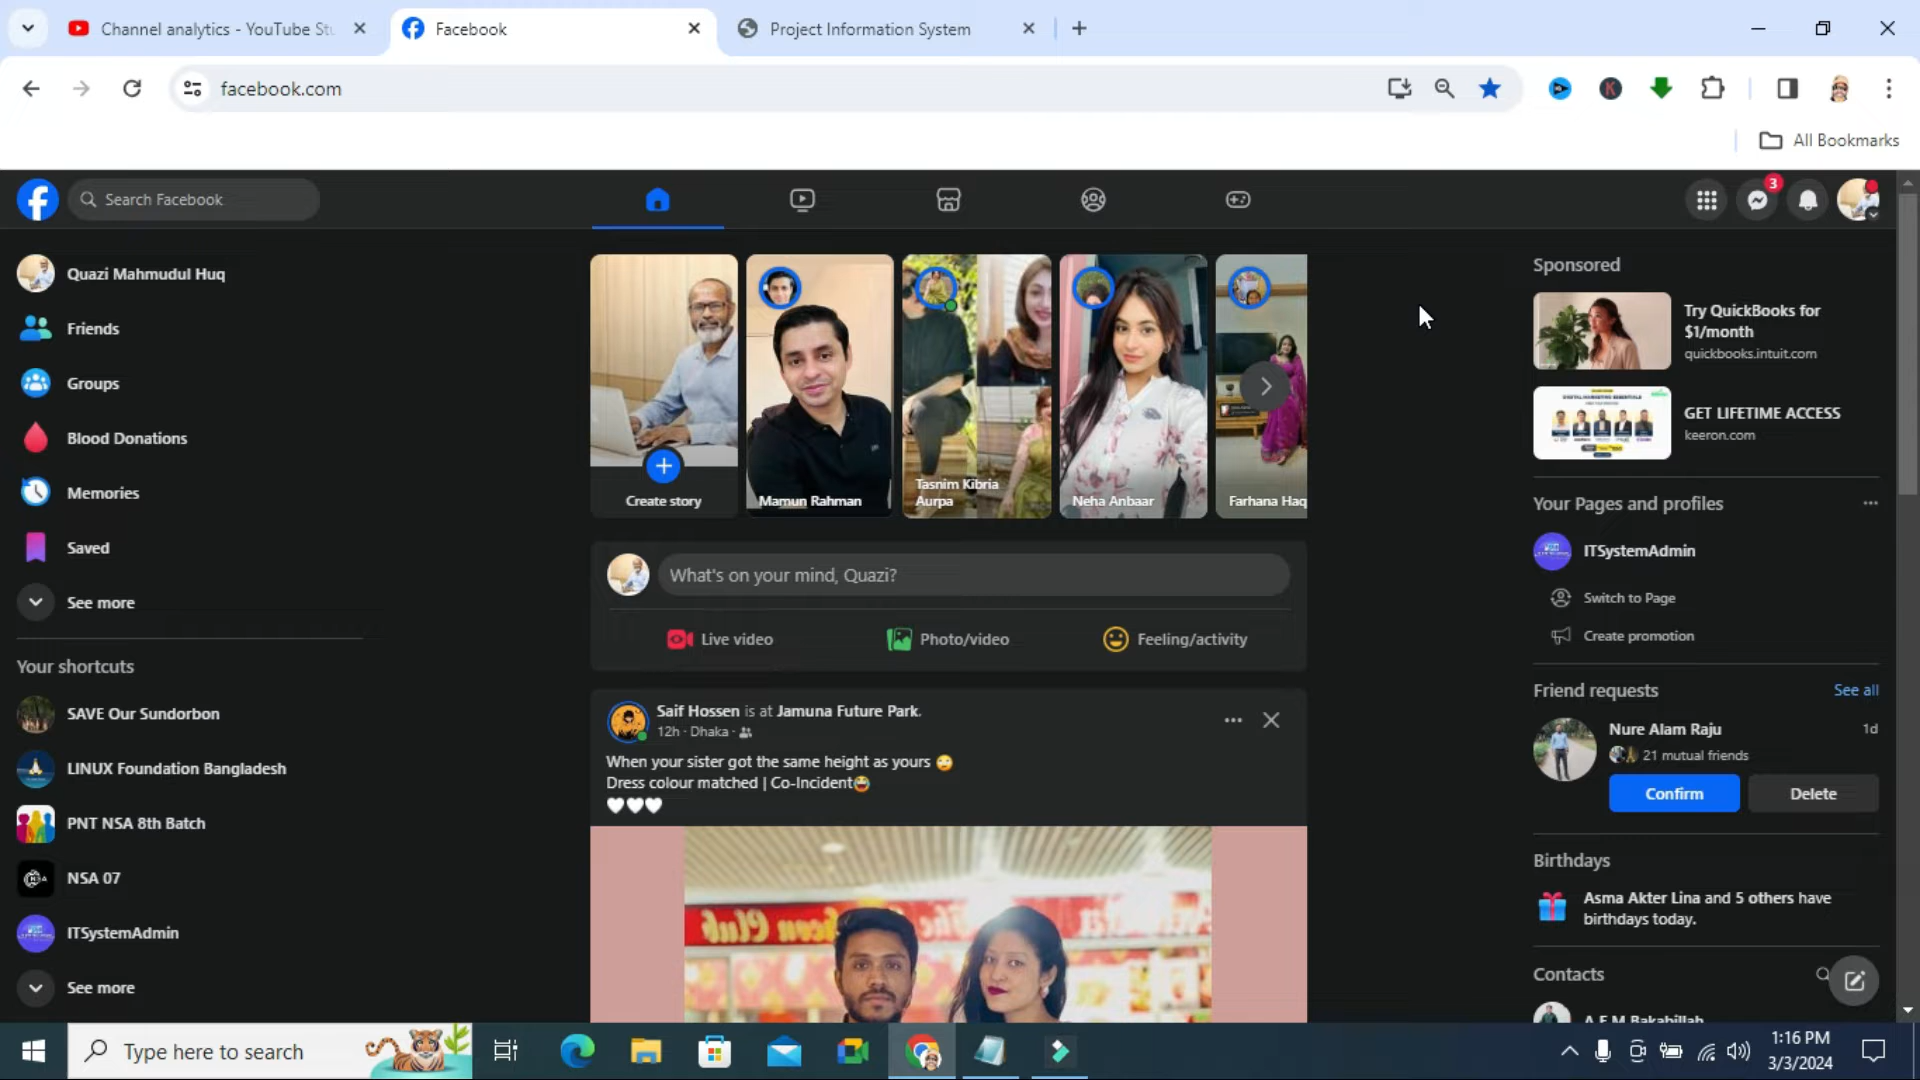 Channel analytics - YouTube Stu
Facebook
Project Information System
facebook.com
All Bookmarks
Search Facebook
3
Quazi Mahmudul Huq
Friends
Groups
Blood Donations
Memories
Saved
See more
Your shortcuts
SAVE Our Sundorbon
LINUX Foundation Bangladesh
PNT NSA 8th Batch
NSA 07
ITSystemAdmin
See more
Create story
Mamun Rahman
Tasnim Kibria
Aurpa
Neha Anbaar
Farhana Haq
What's on your mind, Quazi?
Live video
Photo/video
Feeling/activity
Saif Hossen is at Jamuna Future Park.
12h · Dhaka ·
When your sister got the same height as yours 🙄
Dress colour matched | Co-Incident😂
🤍🤍🤍
Sponsored
Try QuickBooks for
$1/month
quickbooks.intuit.com
GET LIFETIME ACCESS
keeron.com
Your Pages and profiles
ITSystemAdmin
Switch to Page
Create promotion
Friend requests
See all
Nure Alam Raju
1d
21 mutual friends
Confirm
Delete
Birthdays
Asma Akter Lina and 5 others have
birthdays today.
Contacts
A F M Bakabillah
Type here to search
1:16 PM
3/3/2024